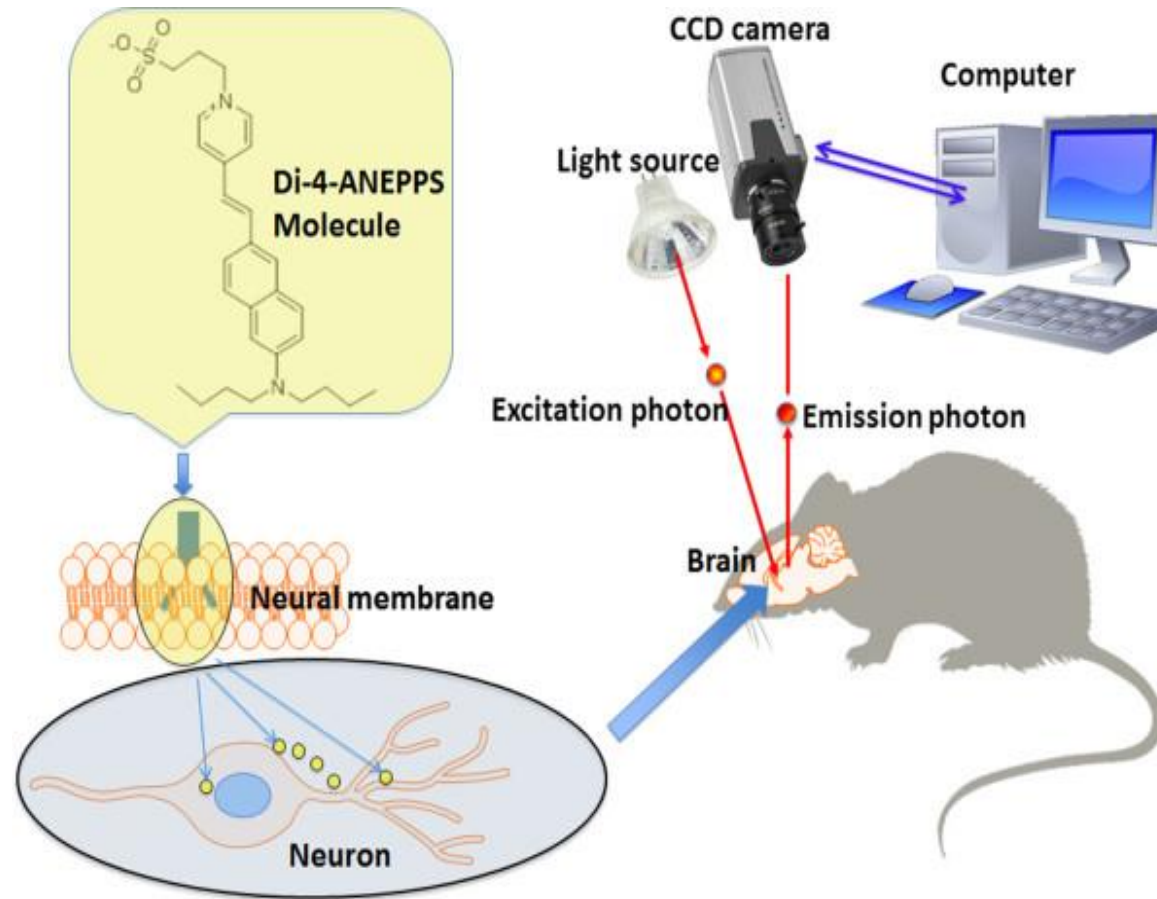 -O
O
S
O
N
+
Di-4-ANEPPS
Molecule
N
CCD camera
Computer
Light source
Excitation photon
Emission photon
Brain
Neural membrane
Neuron